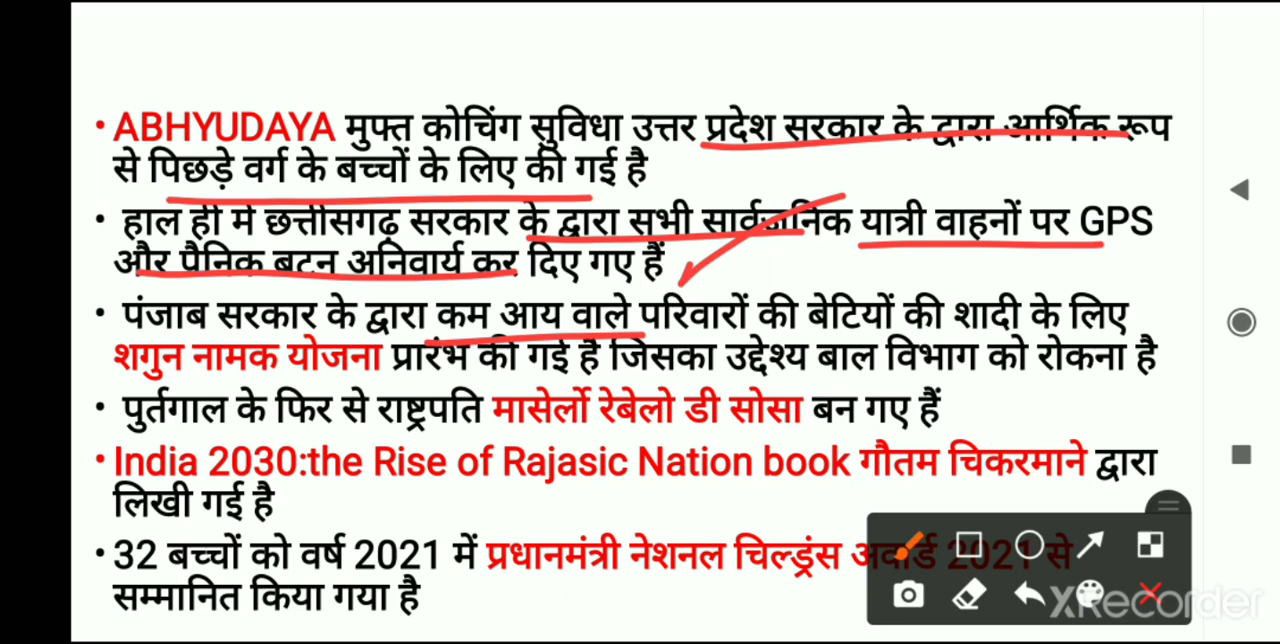 • ABHYUDAYA मुफ्त कोचिंग सुविधा उत्तर प्रदेश सरकार के द्वारा आर्थिक रूप
से पिछड़े वर्ग के बच्चों के लिए की गई है
• हाल ही में छत्तीसगढ़ सरकार के द्वारा सभी सार्वजनिक यात्री वाहनों पर GPS
और पैनिक बटन अनिवार्य कर दिए गए हैं
• पंजाब सरकार के द्वारा कम आय वाले परिवारों की बेटियों की शादी के लिए
शगुन नामक योजना प्रारंभ की गई है जिसका उद्देश्य बाल विभाग को रोकना है
• पुर्तगाल के फिर से राष्ट्रपति मासेर्लो रेबेलो डी सोसा बन गए हैं
• India 2030:the Rise of Rajasic Nation book गौतम चिकरमाने द्वारा
लिखी गई है
• 32 बच्चों को वर्ष 2021 में प्रधानमंत्री नेशनल चिल्ड्रंस अवार्ड 2021 से
सम्मानित किया गया है
XRecorder